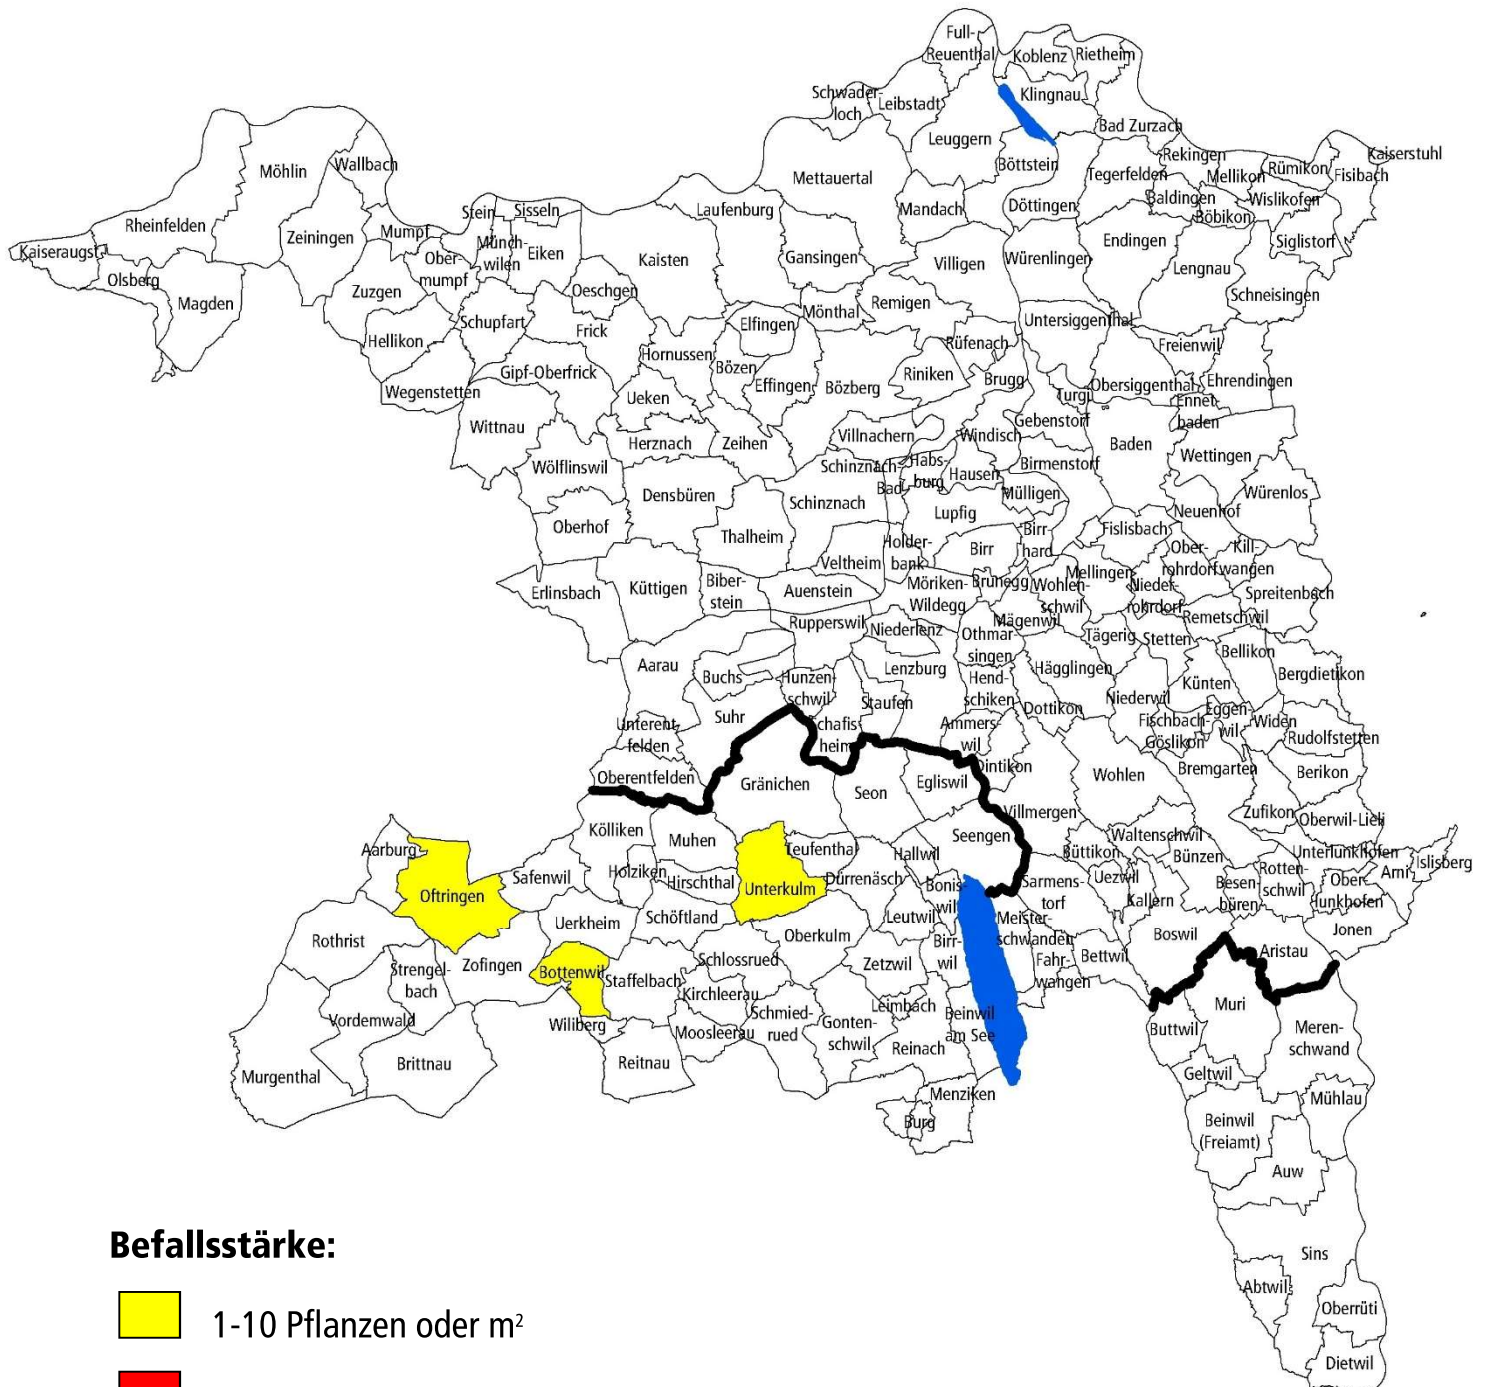 Full-
Reuenthal
Koblenz
Rietheim
Schwader-
loch
Leibstadt
Klingnau
Bad Zurzach
Leuggern
Kaiserstuhl
Rekingen
Böttstein
Möhlin
Wallbach
Mettauertal
Tegerfelden
Mellikon
Rümikon
Fisibach
Baldingen
Wislikofen
Böbikon
Mandach
Döttingen
Laufenburg
Stein
Sisseln
Rheinfelden
Zeiningen
Mumpf
Münch-
wilen
Eiken
Endingen
Siglistorf
Kaiseraugst
Ober-
mumpf
Kaisten
Gansingen
Villigen
Würenlingen
Lengnau
Olsberg
Magden
Zuzgen
Oeschgen
Schneisingen
Mönthal
Remigen
Schupfart
Frick
Elfingen
Untersiggenthal
Hellikon
Rüfenach
Freienwil
Hornussen
Gipf-Oberfrick
Bözen
Effingen
Bözberg
Riniken
Brugg
Obersiggenthal
Ehrendingen
Wegenstetten
Ueken
Turgi
Ennet-
baden
Wittnau
Gebenstorf
Herznach
Zeihen
Villnachern
Windisch
Baden
Wettingen
Wölflinswil
Schinznach-
Bad
Habs-
burg
Hausen
Birmenstorf
Densbüren
Schinznach
Mülligen
Würenlos
Oberhof
Lupfig
Neuenhof
Thalheim
Birr-
hard
Fislisbach
Holder-
bank
Birr
Ober-
rohrdorf
Kill-
wangen
Veltheim
Mellingen
Erlinsbach
Küttigen
Biber-
stein
Auenstein
Möriken-
Wildegg
Brunegg
Wohlen-
schwil
Nieder-
rohrdorf
Spreitenbach
Remetschwil
Rupperswil
Niederlenz
Mägenwil
Othmar-
singen
Tägerig
Stetten
Bellikon
Aarau
Buchs
Hunzen-
schwil
Lenzburg
Hägglingen
Bergdietikon
Hend-
schiken
Künten
Staufen
Niederwil
Dottikon
Suhr
Unterent-
felden
Schafis-
heim
Ammers-
wil
Fischbach-
Göslikon
Eggen-
wil
Widen
Rudolfstetten
Oberentfelden
Gränichen
Seon
Egliswil
Dintikon
Wohlen
Bremgarten
Berikon
Villmergen
Zufikon
Oberwil-Lieli
Kölliken
Muhen
Seengen
Waltenschwil
Aarburg
Teufenthal
Hallwil
Büttikon
Bünzen
Unterlunkhofen
Islisberg
Oftringen
Safenwil
Holziken
Hirschthal
Unterkulm
Dürrenäsch
Bonis-
wil
Sarmens-
torf
Uezwil
Kallern
Besen-
büren
Rotten-
schwil
Ober-
lunkhofen
Arni
Uerkheim
Schöftland
Leutwil
Meister-
schwanden
Jonen
Rothrist
Oberkulm
Birr-
wil
Boswil
Aristau
Strengel-
bach
Zofingen
Bottenwil
Staffelbach
Schlossrued
Zetzwil
Fahr-
wangen
Bettwil
Kirchleerau
Leimbach
Muri
Vordemwald
Wiliberg
Moosleerau
Schmied-
rued
Gonten-
schwil
Beinwil
am See
Buttwil
Meren-
schwand
Reinach
Murgenthal
Brittnau
Reitnau
Geltwil
Menziken
Mühlau
Burg
Beinwil
(Freiamt)
Auw
Sins
Abtwil
Oberrüti
Dietwil
Befallsstärke:
1-10 Pflanzen oder m²